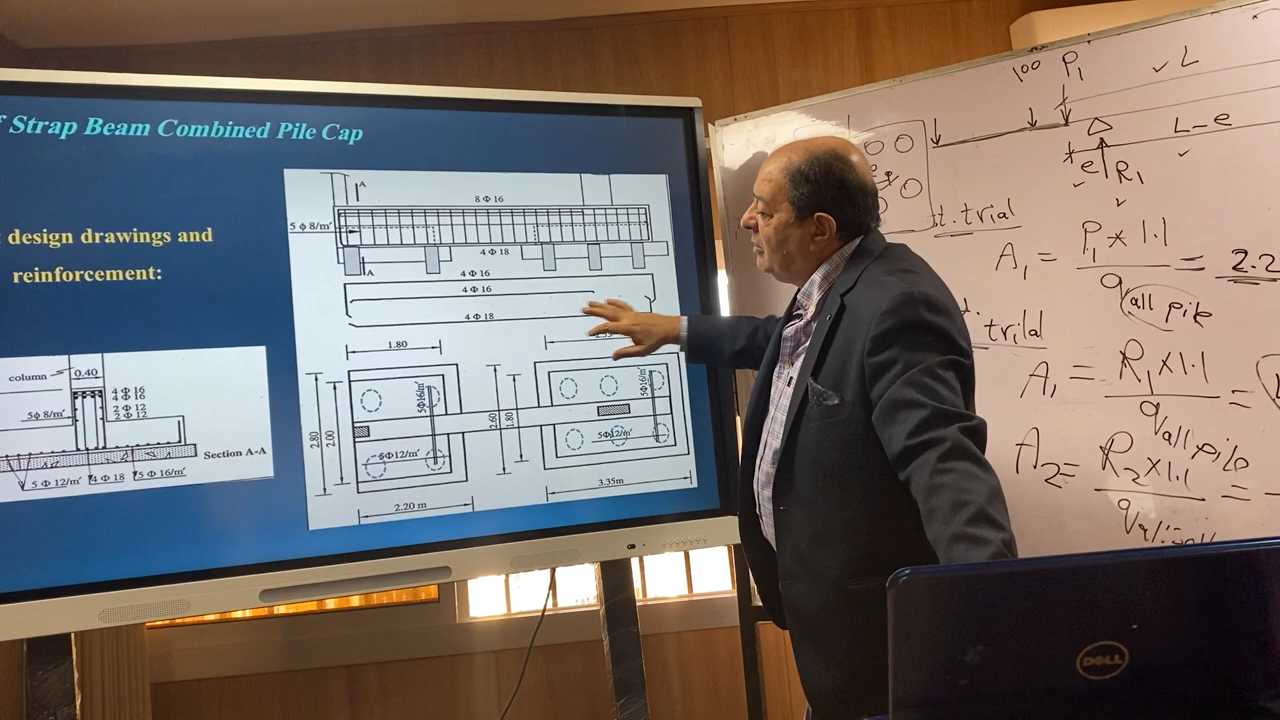 f Strap Beam Combined Pile Cap
design drawings and
reinforcement:
A
8 Φ 16
5 ϕ 8/m'
4 Φ 18
A
4 Φ 16
4 Φ 16
4 Φ 18
1.80
2.80
2.00
5Φ16/m'
5Φ12/m'
2.20 m
2.60
1.80
5Φ16/m'
5Φ12/m'
3.35m
column
0.40
5ϕ 8/m'
4 Φ 16
4 Φ 16
2 Φ 12
2 Φ 12
Section A-A
5 Φ 12/m'
4 Φ 18
5 Φ 16/m'
100 P1
L
L-e
e R1
st. trial
A1 = P1 × 1.1 / qall pile = 2.2
trial
A1 = R1 × 1.1 / qall pile =
A2 = R2 × 1.1 =
DELL